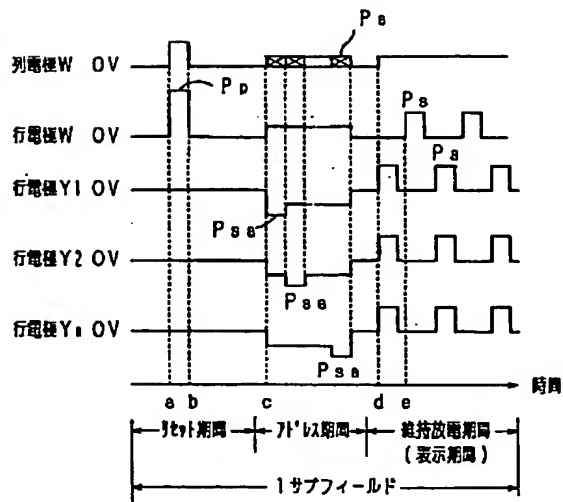 Pa
列電極W 0V
Pp
行電極W 0V
Ps
行電極Y1 0V
Ps
Psa
行電極Y2 0V
Psa
行電極Yn 0V
Psa
時間
a b c d e
リセット期間 アドレス期間 維持放電期間
(表示期間)
1サブフィールド